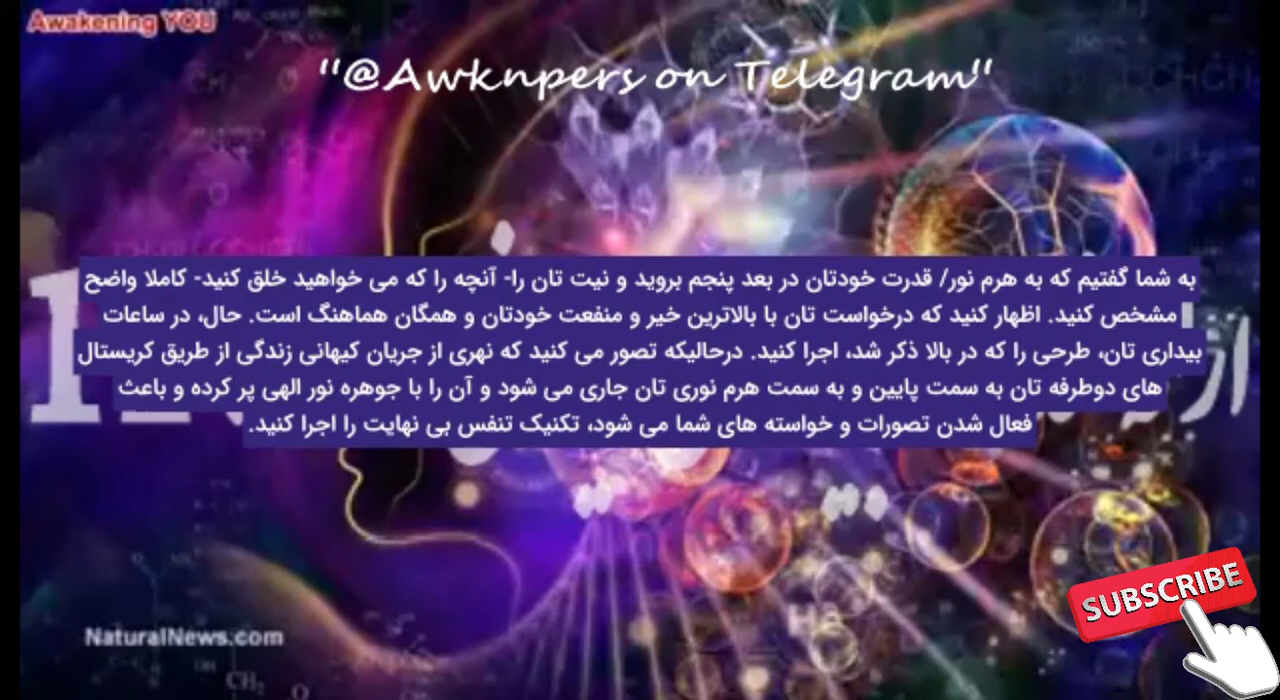 Awakening YOU
"@Awknpers on Telegram"
به شما گفتیم که به هرم نور/ قدرت خودتان در بعد پنجم بروید و نیت تان را- آنچه را که می خواهید خلق کنید- کاملا واضح
مشخص کنید. اظهار کنید که درخواست تان با بالاترین خیر و منفعت خودتان و همگان هماهنگ است. حال، در ساعات
بیداری تان، طرحی را که در بالا ذکر شد، اجرا کنید. درحالیکه تصور می کنید که نهری از جریان کیهانی زندگی از طریق کریستال
های دوطرفه تان به سمت پایین و به سمت هرم نوری تان جاری می شود و آن را با جوهره نور الهی پر کرده و باعث
فعال شدن تصورات و خواسته های شما می شود، تکنیک تنفس بی نهایت را اجرا کنید.
SUBSCRIBE
NaturalNews.com
CH₂